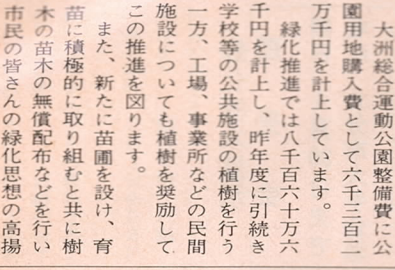 大洲総合運動公園整備費に公
園用地購入費として六千三百二
万千円を計上しています。
緑化推進では八千百六十万六
千円を計上し、昨年度に引続き
学校等の公共施設の植樹を行う
一方、工場、事業所などの民間
施設についても植樹を奨励して
この推進を図ります。
また、新たに苗圃を設け、育
苗に積極的に取り組むと共に樹
木の苗木の無償配布などを行い
市民の皆さんの緑化思想の高揚